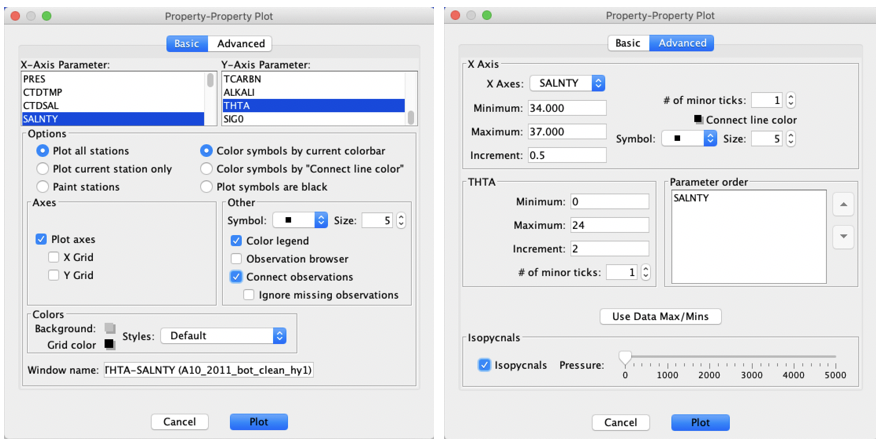 Property-Property Plot
Basic Advanced
X-Axis Parameter: Y-Axis Parameter:
PRES TCARBN
CTDTMP ALKALI
CTDSAL THTA
SALNTY SIG0
Options
Plot all stations Color symbols by current colorbar
Plot current station only Color symbols by "Connect line color"
Paint stations Plot symbols are black
Axes Other
Symbol: Size: 5
Plot axes Color legend
X Grid Observation browser
Y Grid Connect observations
Ignore missing observations
Colors
Background: Styles: Default
Grid color
Window name: THTA-SALNTY (A10_2011_bot_clean_hy1)
Cancel Plot
Property-Property Plot
Basic Advanced
X Axis
X Axes: SALNTY
Minimum: 34.000 # of minor ticks: 1
Maximum: 37.000 Connect line color
Increment: 0.5 Symbol: Size: 5
THTA Parameter order
Minimum: 0 SALNTY
Maximum: 24
Increment: 2
# of minor ticks: 1
Use Data Max/Mins
Isopycnals
Isopycnals Pressure:
0 1000 2000 3000 4000 5000
Cancel Plot